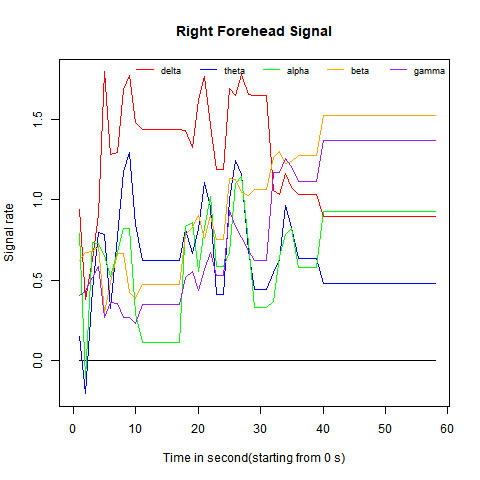 Right Forehead Signal
delta theta alpha beta gamma
Signal rate
0.0 0.5 1.0 1.5
0 10 20 30 40 50 60
Time in second(starting from 0 s)